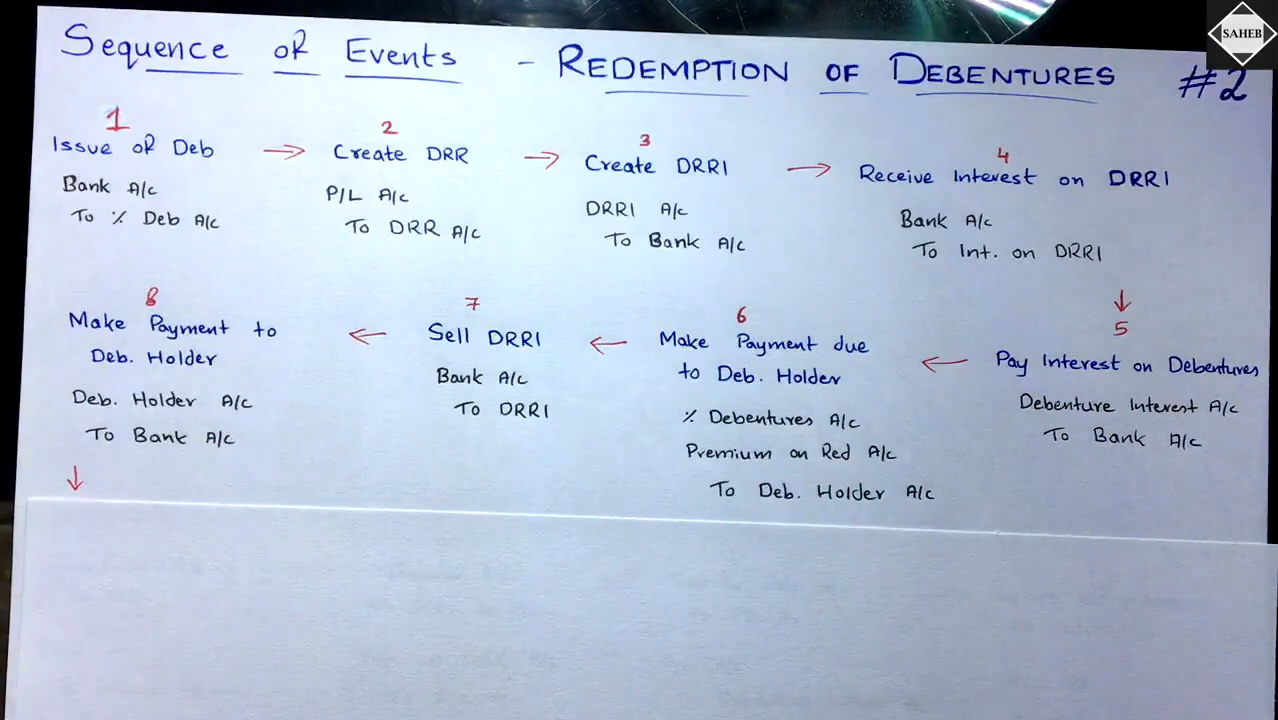 SAHEB
Sequence of Events - REDEMPTION OF DEBENTURES #2
1
Issue of Deb
Bank A/c
To % Deb A/c
2
Create DRR
P/L A/c
To DRR A/c
3
Create DRRI
DRRI A/c
To Bank A/c
4
Receive Interest on DRRI
Bank A/c
To Int. on DRRI
5
Pay Interest on Debentures
Debenture Interest A/c
To Bank A/c
6
Make Payment due
to Deb. Holder
% Debentures A/c
Premium on Red A/c
To Deb. Holder A/c
7
Sell DRRI
Bank A/c
To DRRI
8
Make Payment to
Deb. Holder
Deb. Holder A/c
To Bank A/c